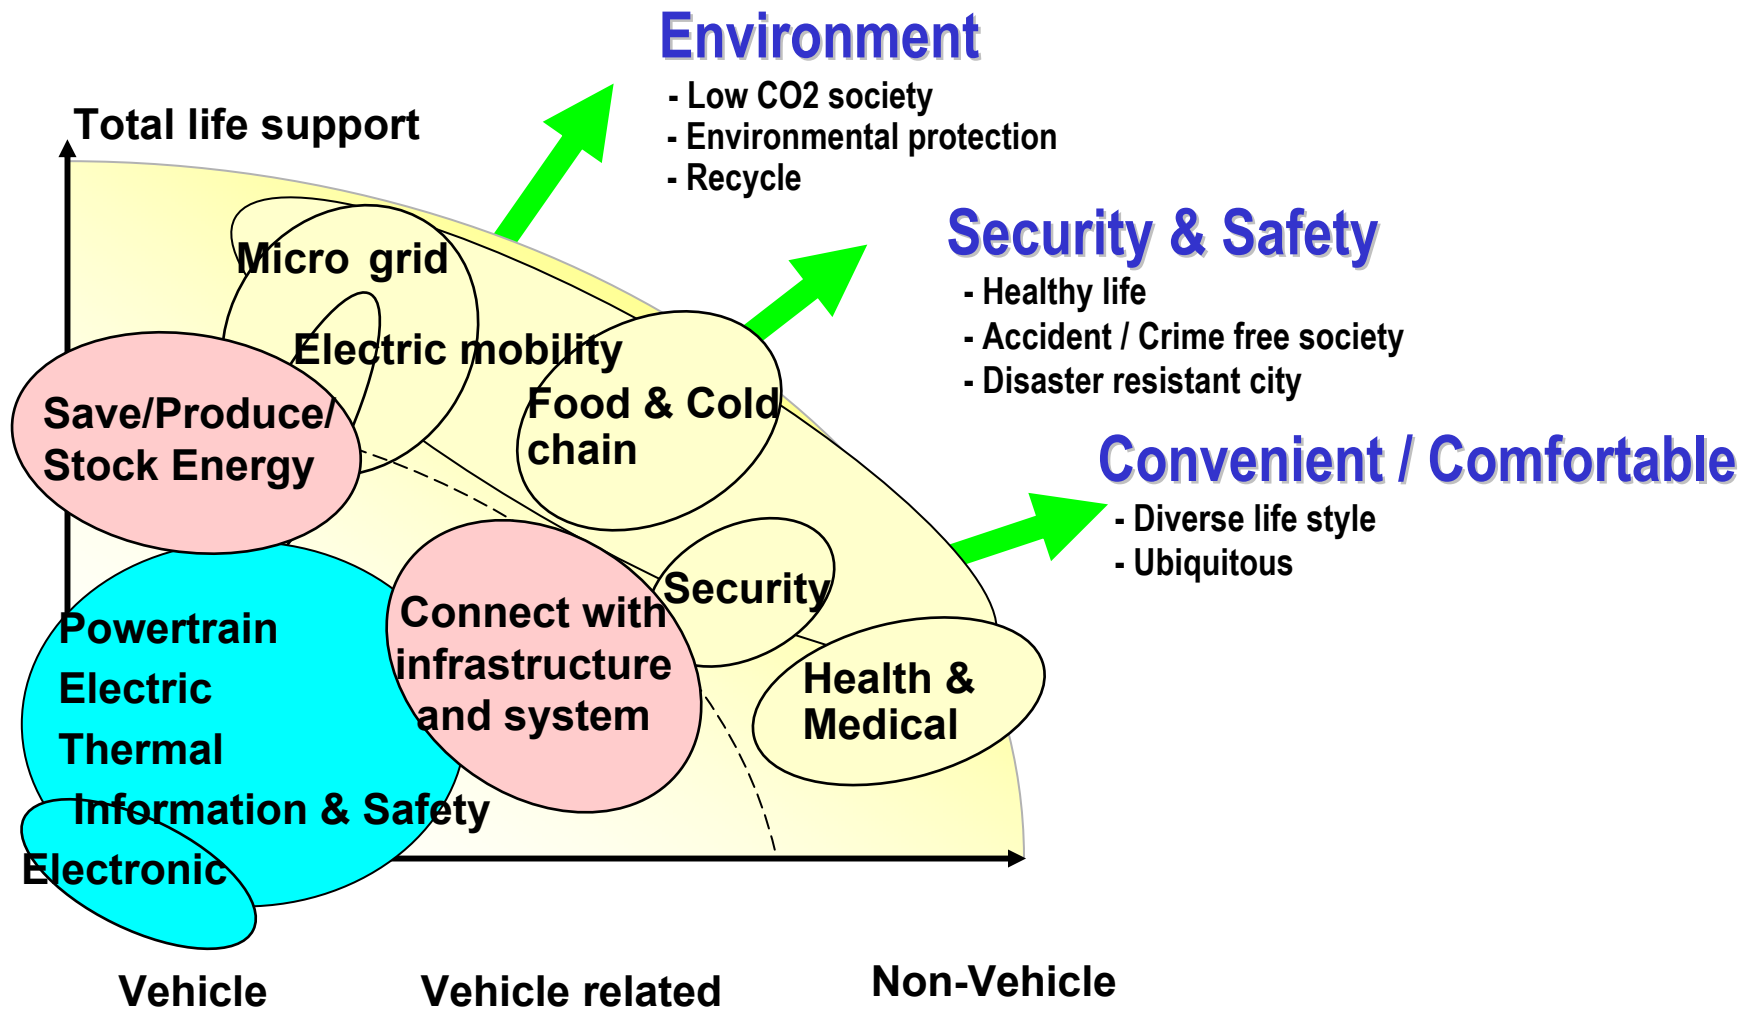 Environment
- Low CO2 society
- Environmental protection
- Recycle
Total life support
Security & Safety
- Healthy life
- Accident / Crime free society
- Disaster resistant city
Micro grid
Electric mobility
Food & Cold
chain
Save/Produce/
Stock Energy
Convenient / Comfortable
- Diverse life style
- Ubiquitous
Security
Connect with
infrastructure
and system
Health &
Medical
Powertrain
Electric
Thermal
Information & Safety
Electronic
Vehicle
Vehicle related
Non-Vehicle